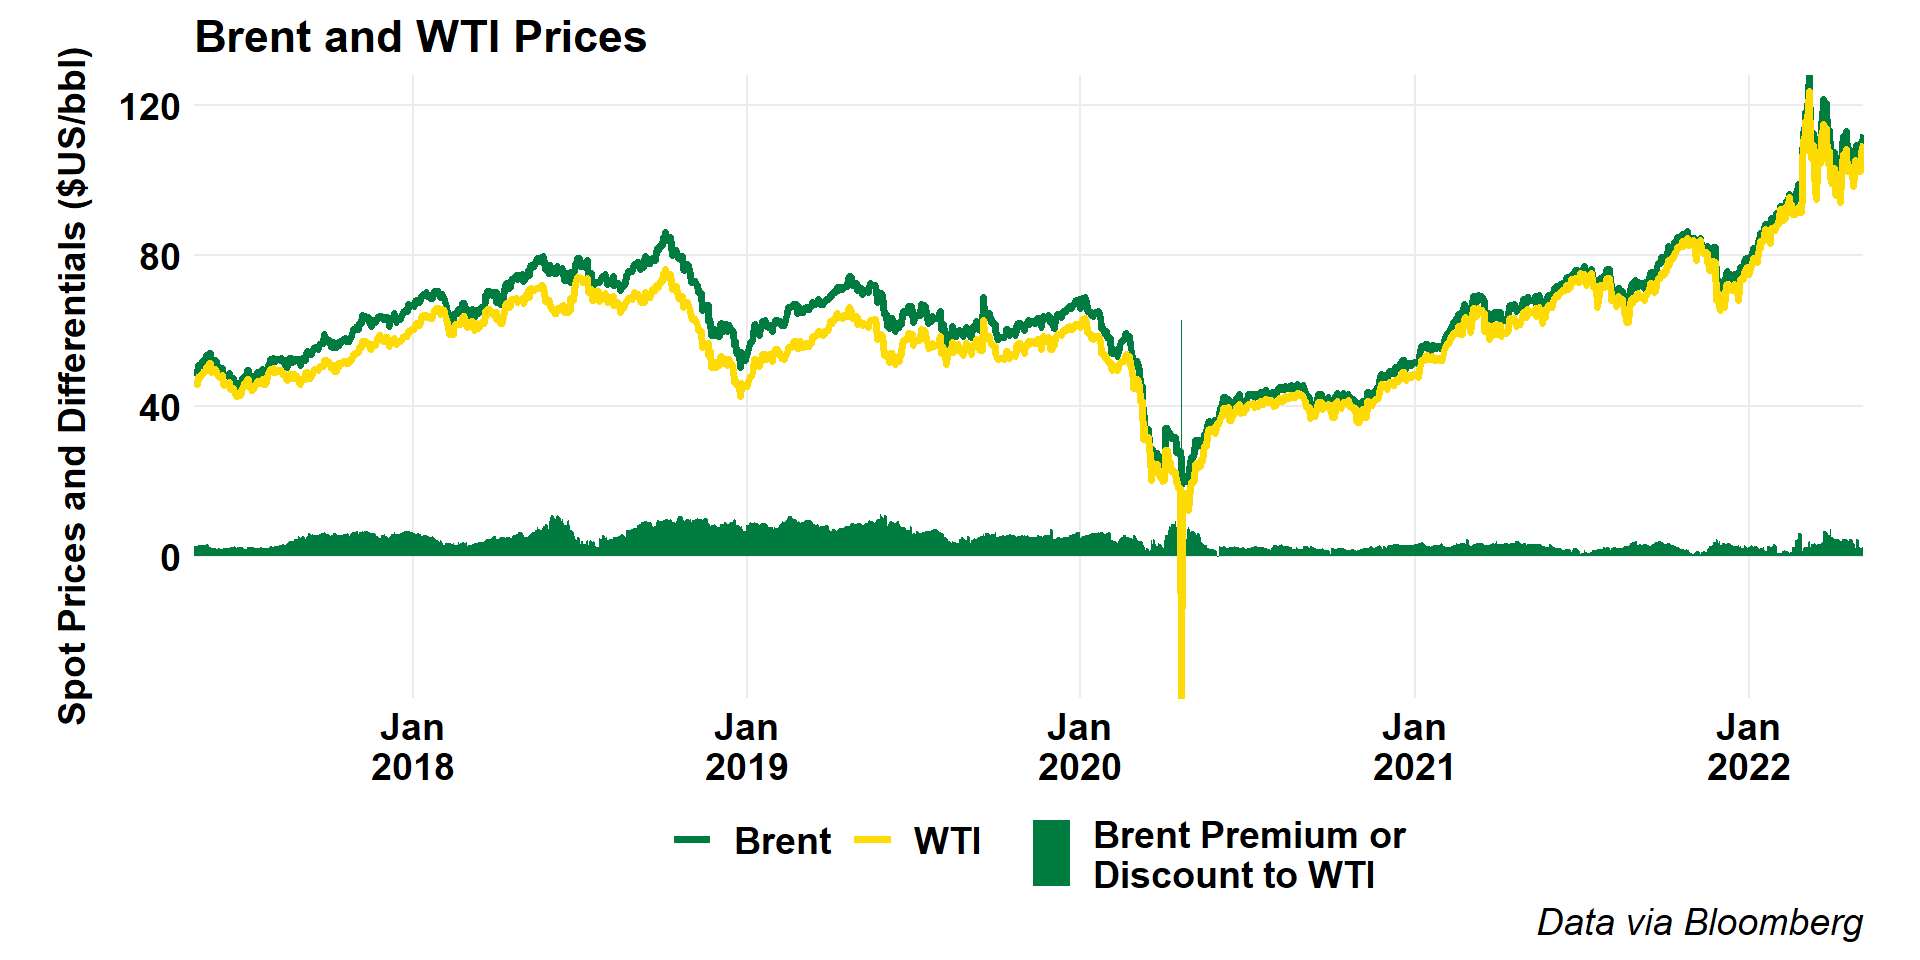 Brent and WTI Prices
Spot Prices and Differentials ($US/bbl)
120
80
40
0
Jan
2018
Jan
2019
Jan
2020
Jan
2021
Jan
2022
Brent
WTI
Brent Premium or
Discount to WTI
Data via Bloomberg